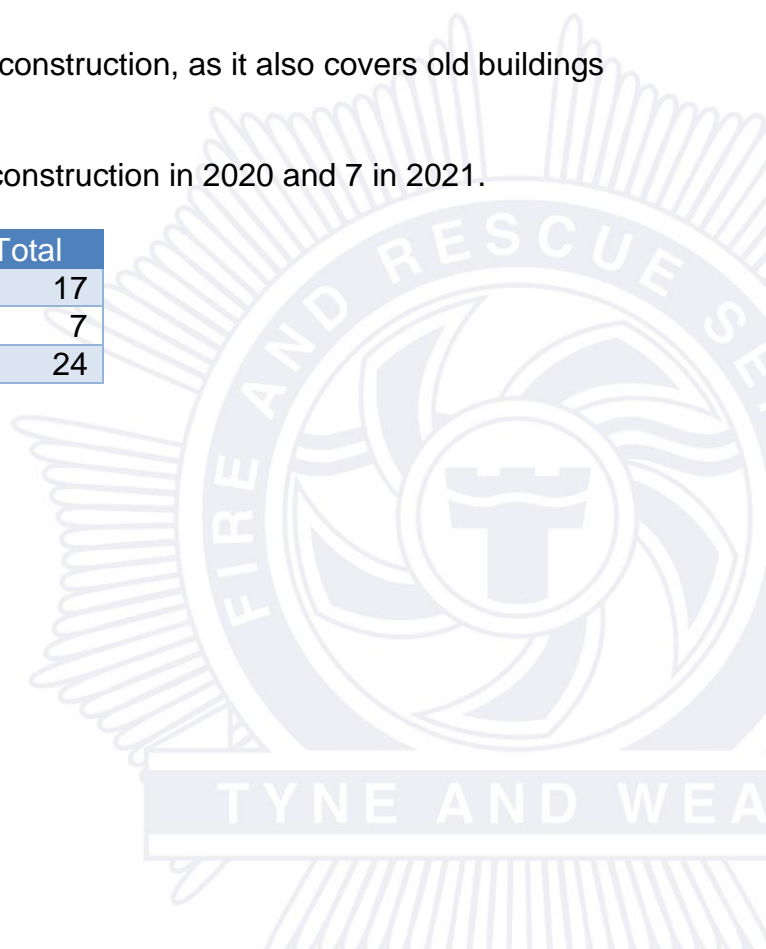 construction, as it also covers old buildings
construction in 2020 and 7 in 2021.
Total
17
7
24
FIRE AND RESCUE SE
TYNE AND WEA